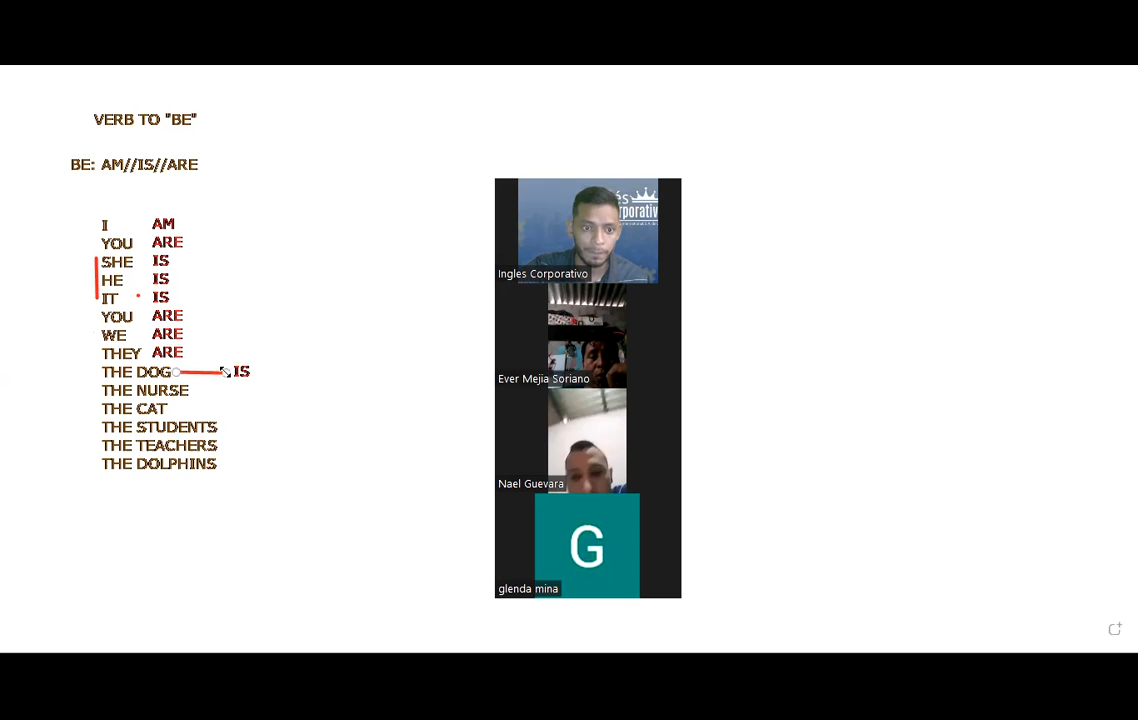 VERB TO "BE"
BE: AM//IS//ARE
I AM
YOU ARE
SHE IS
HE IS
IT IS
YOU ARE
WE ARE
THEY ARE
THE DOG IS
THE NURSE
THE CAT
THE STUDENTS
THE TEACHERS
THE DOLPHINS
és
rporativ
Ingles Corporativo
Ever Mejia Soriano
Nael Guevara
G
glenda mina